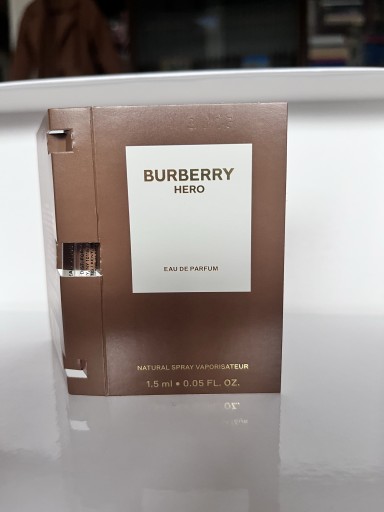 BURBERRY
HERO
EAU DE PARFUM
NATURAL SPRAY VAPORISATEUR
1.5 ml • 0.05 FL. OZ.